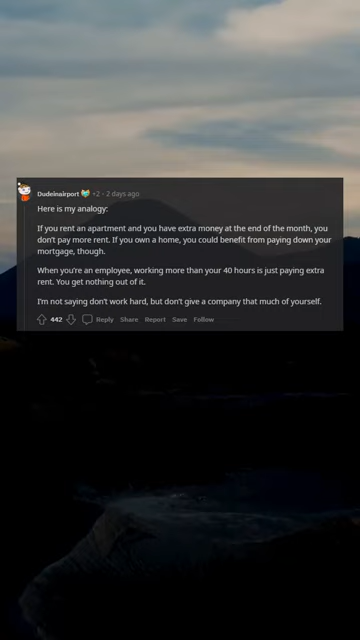 Dudeinairport +2 · 2 days ago
Here is my analogy:
If you rent an apartment and you have extra money at the end of the month, you
don't pay more rent. If you own a home, you could benefit from paying down your
mortgage, though.
When you're an employee, working more than your 40 hours is just paying extra
rent. You get nothing out of it.
I'm not saying don't work hard, but don't give a company that much of yourself.
442 Reply Share Report Save Follow